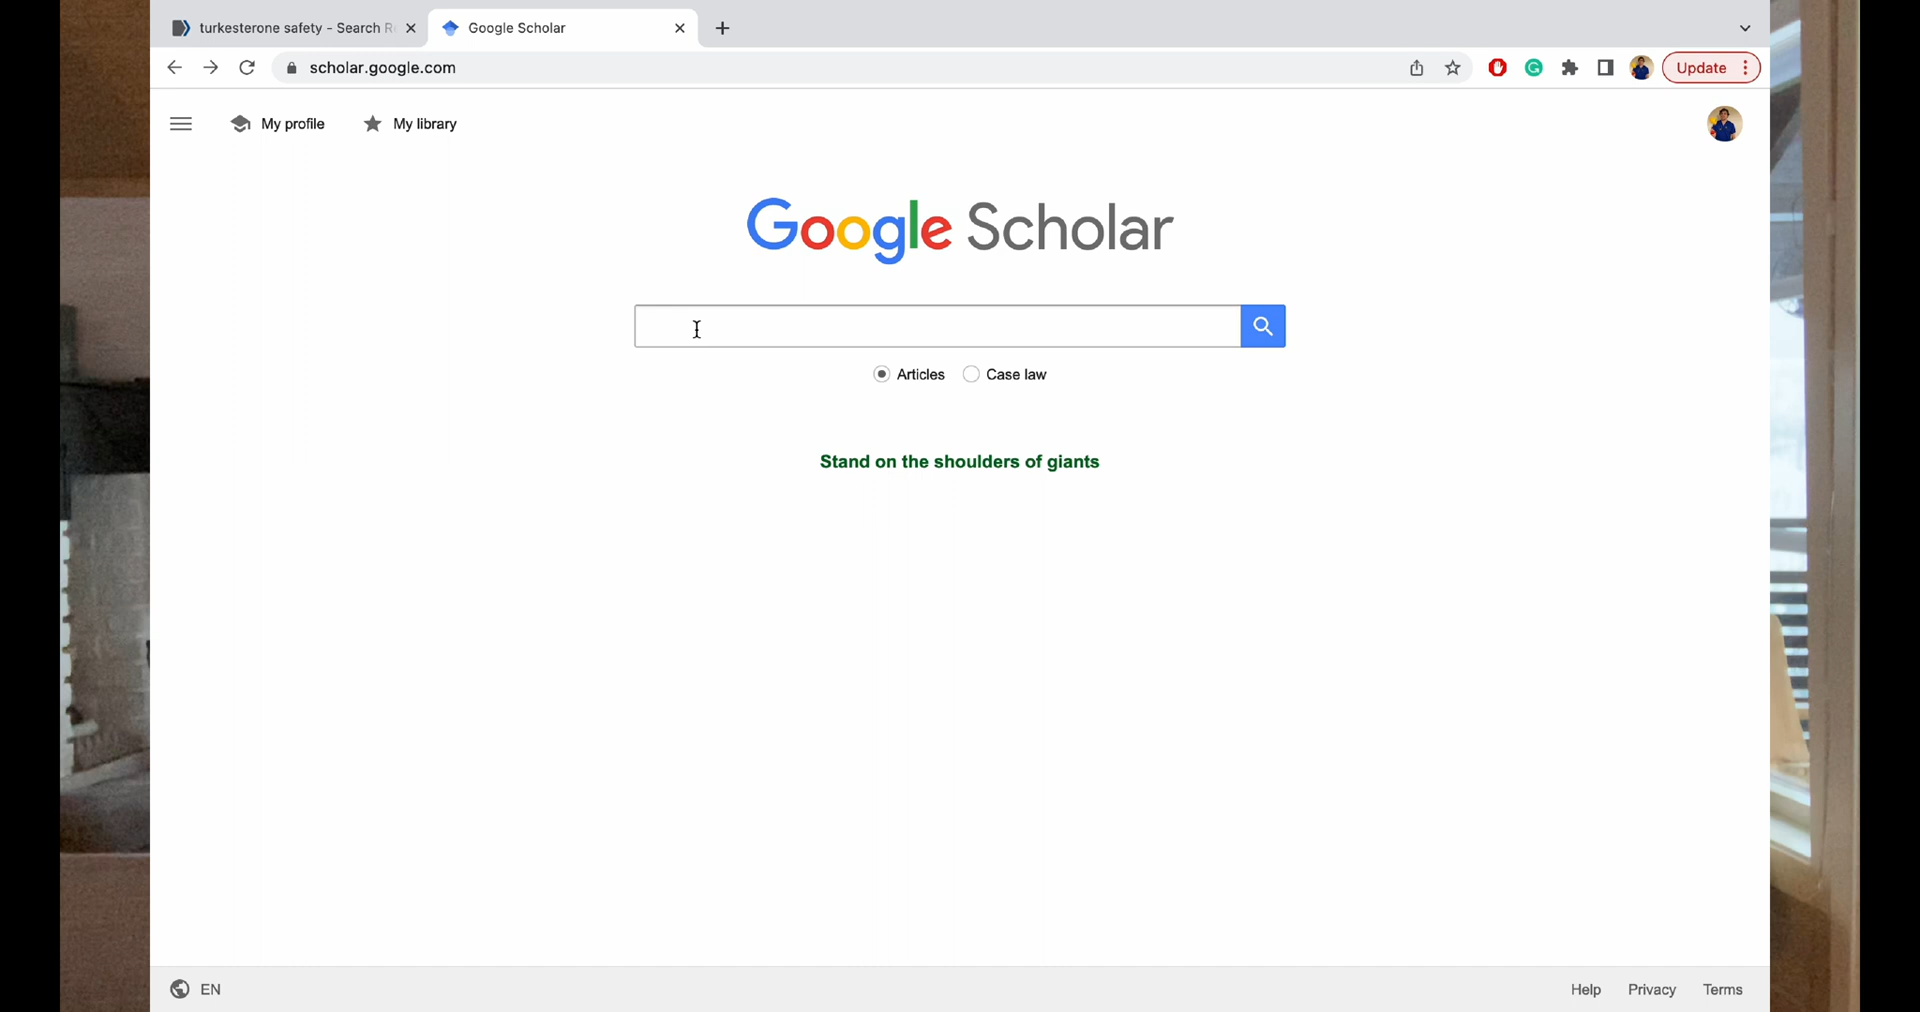 turkesterone safety - Search R
Google Scholar
scholar.google.com
Update
My profile
My library
Google Scholar
Articles
Case law
Stand on the shoulders of giants
EN
Help
Privacy
Terms